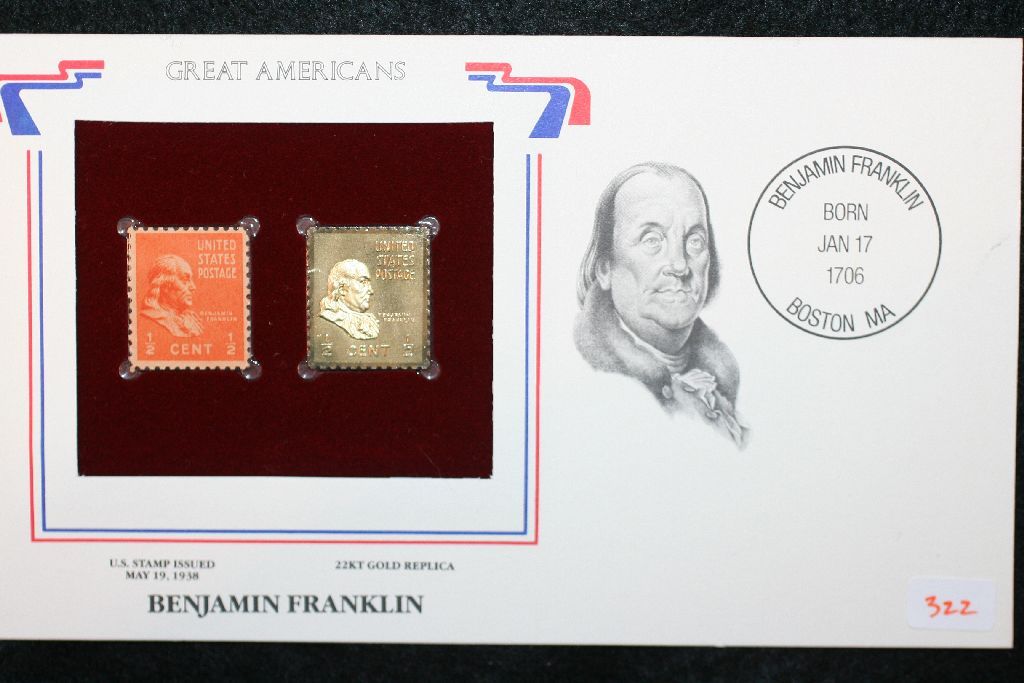 GREAT AMERICANS
UNITED
STATES
POSTAGE
BENJAMIN
FRANKLIN
1/2 CENT 1/2
UNITED
STATES
POSTAGE
BENJAMIN
FRANKLIN
1/2 CENT 1/2
U.S. STAMP ISSUED
MAY 19, 1938
22KT GOLD REPLICA
BENJAMIN FRANKLIN
BENJAMIN FRANKLIN
BORN
JAN 17
1706
BOSTON MA
322